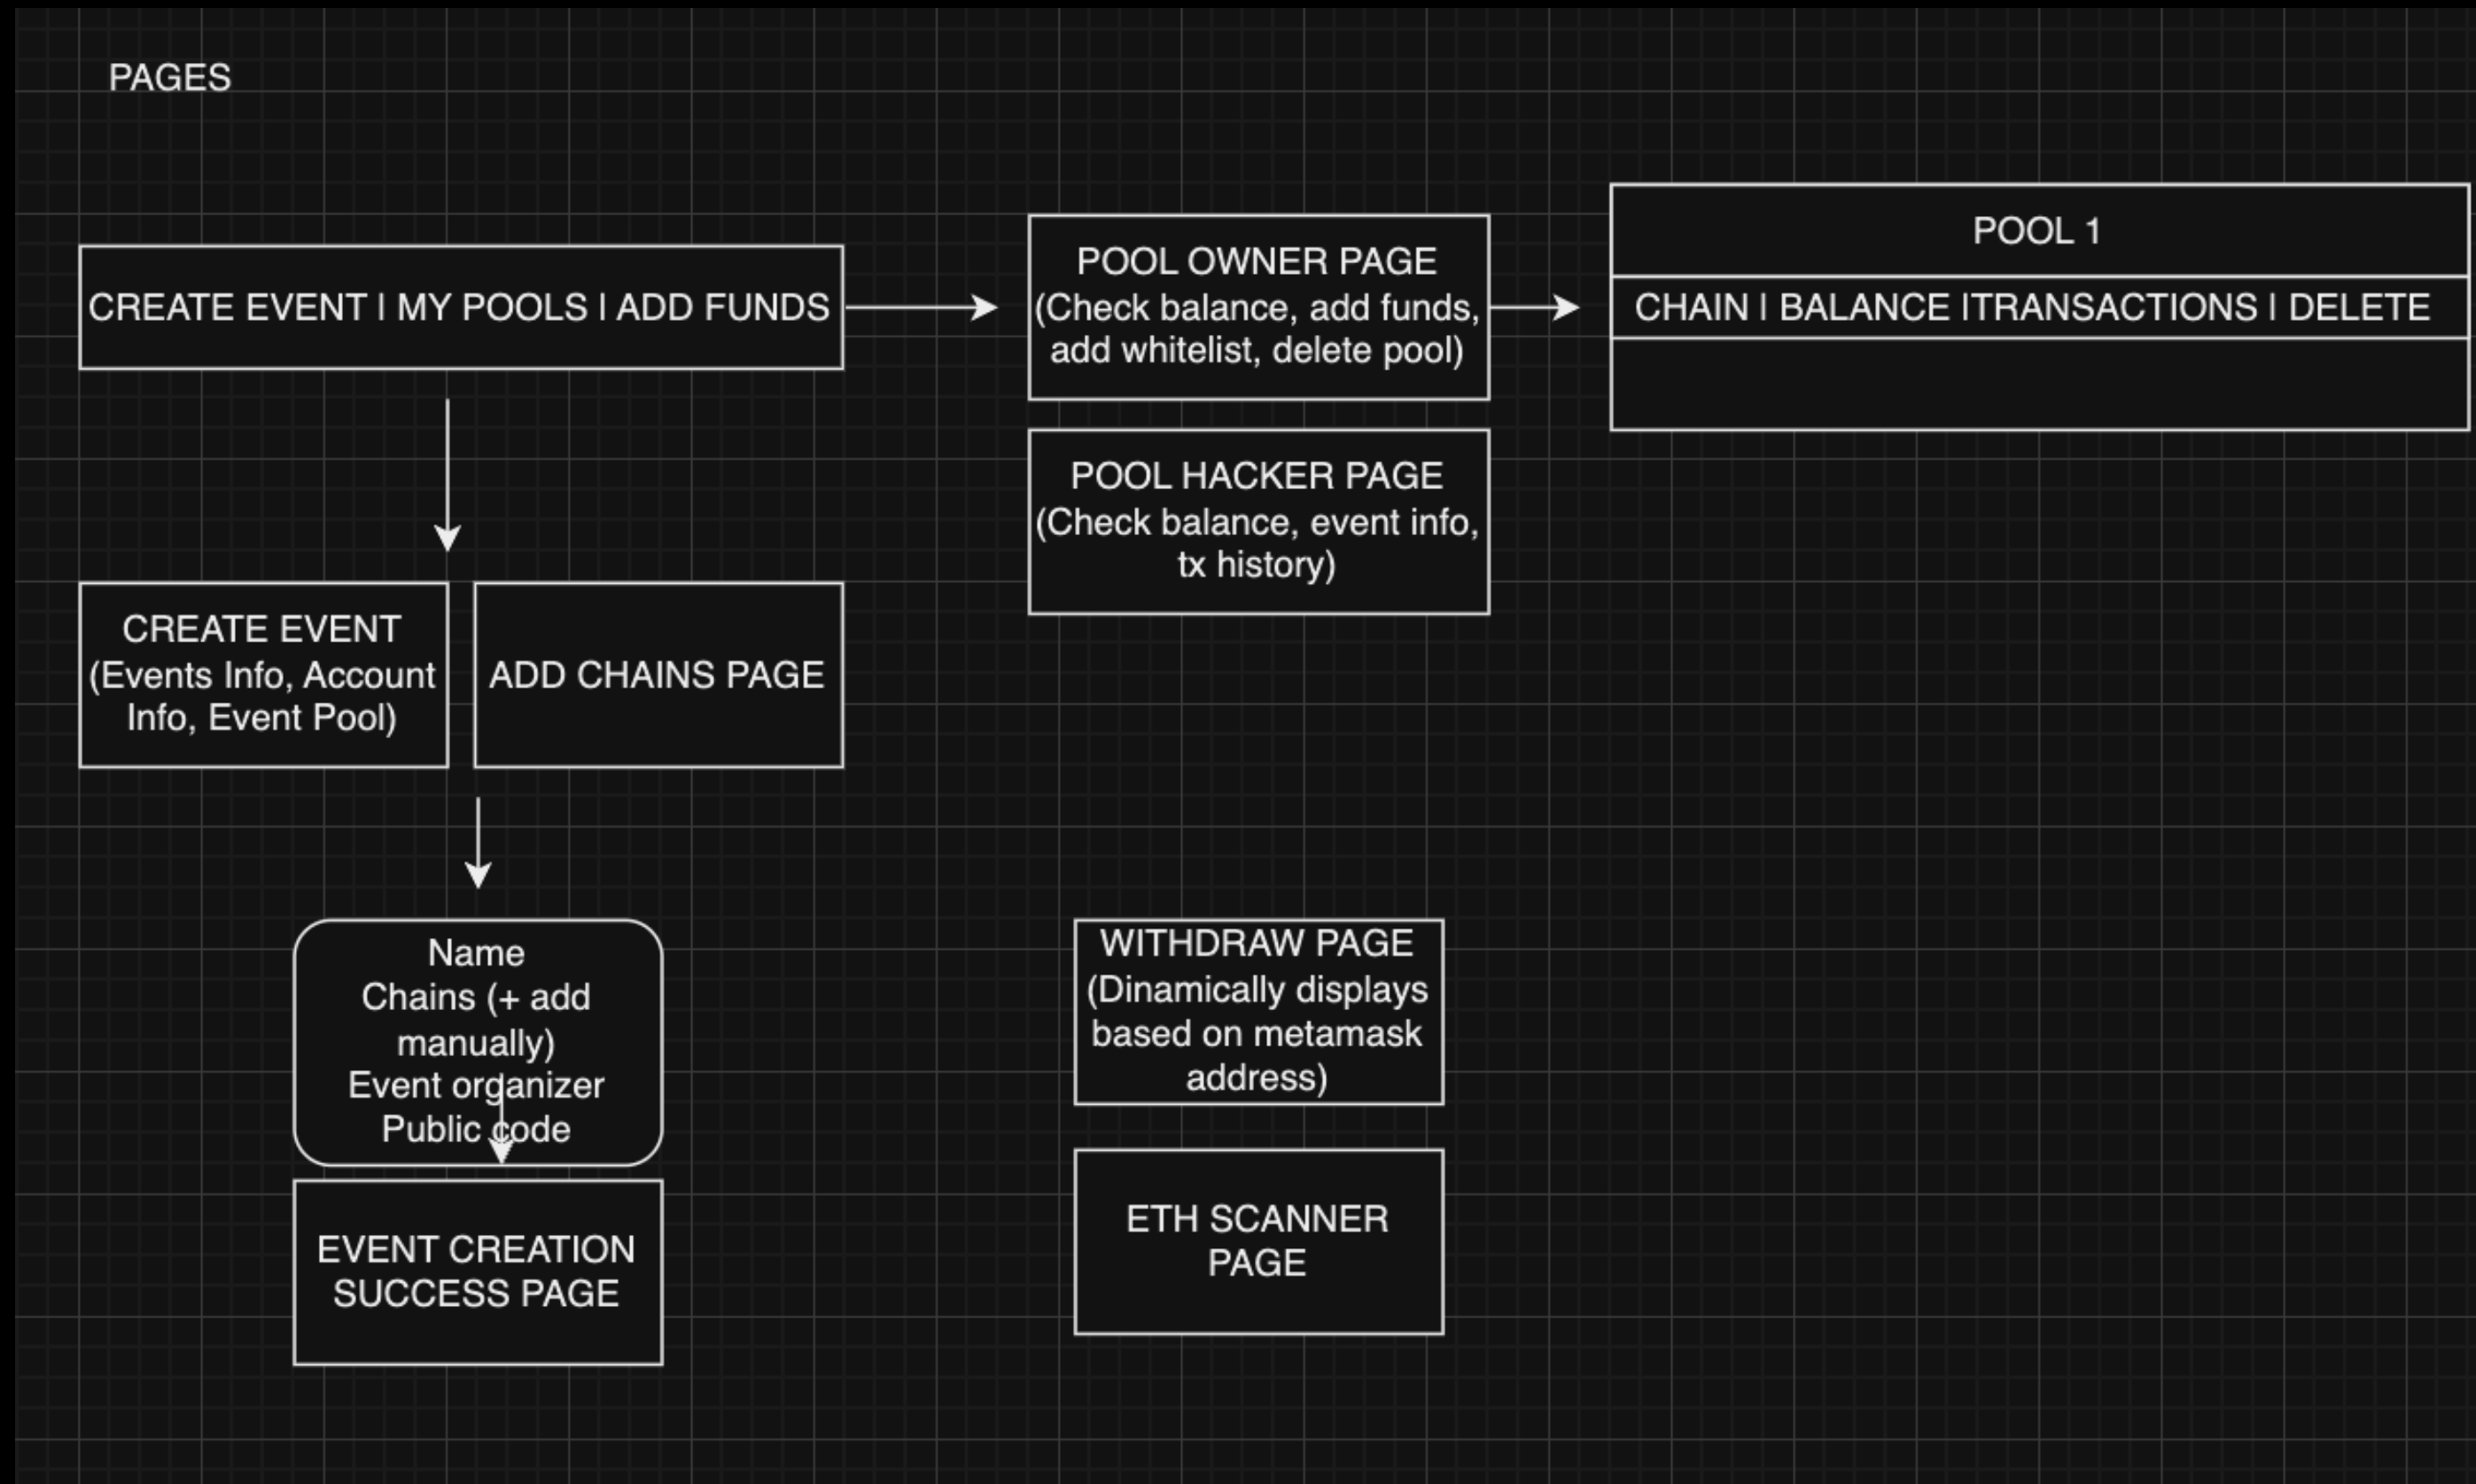 PAGES
CREATE EVENT | MY POOLS | ADD FUNDS
POOL OWNER PAGE
(Check balance, add funds,
add whitelist, delete pool)
POOL 1
CHAIN | BALANCE |TRANSACTIONS | DELETE
POOL HACKER PAGE
(Check balance, event info,
tx history)
CREATE EVENT
(Events Info, Account
Info, Event Pool)
ADD CHAINS PAGE
Name
Chains (+ add
manually)
Event organizer
Public code
WITHDRAW PAGE
(Dinamically displays
based on metamask
address)
EVENT CREATION
SUCCESS PAGE
ETH SCANNER
PAGE